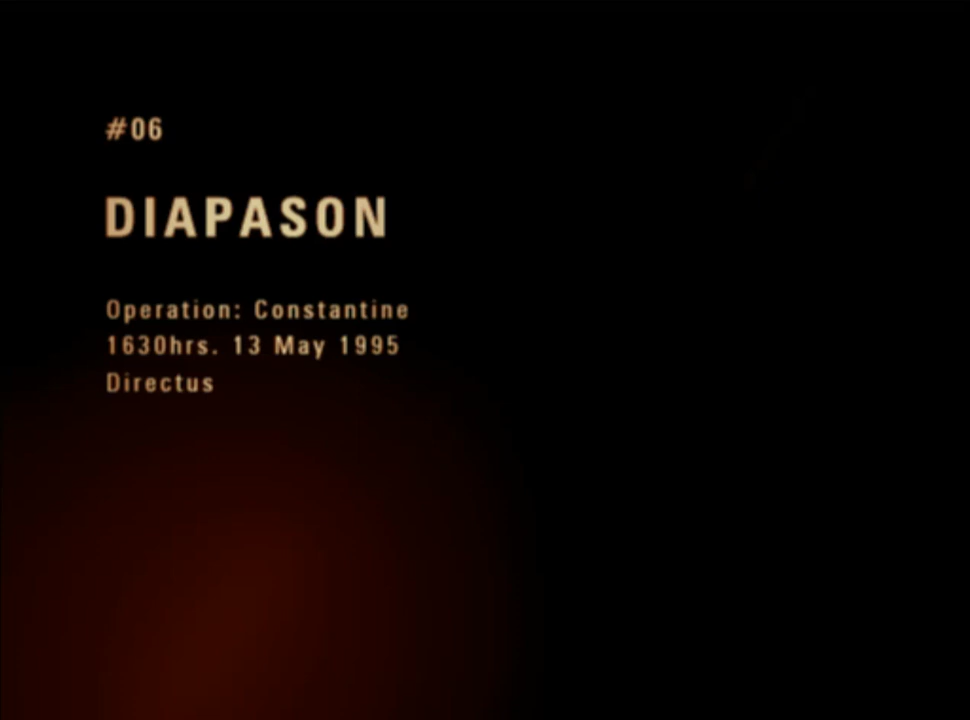 #06
DIAPASON
Operation: Constantine
1630hrs. 13 May 1995
Directus